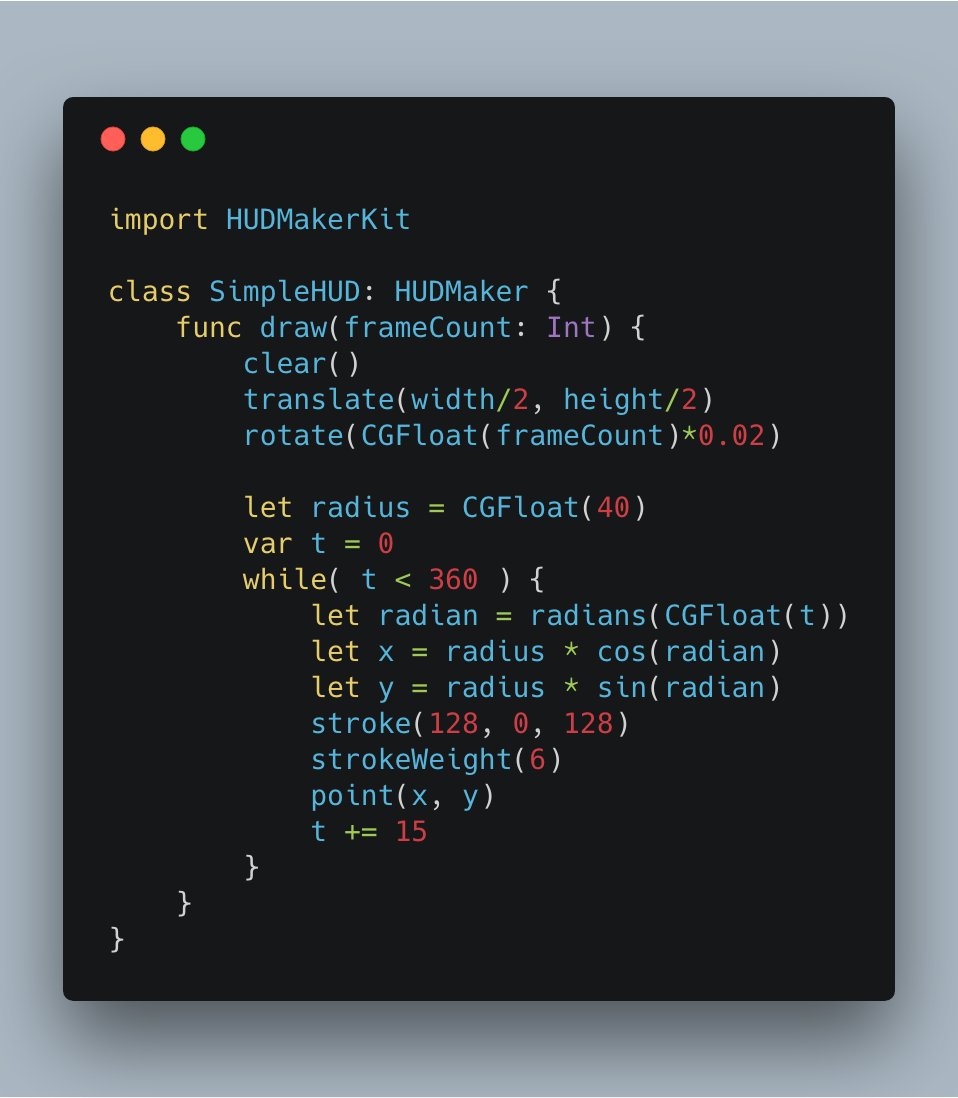 import HUDMakerKit

class SimpleHUD: HUDMaker {
    func draw(frameCount: Int) {
        clear()
        translate(width/2, height/2)
        rotate(CGFloat(frameCount)*0.02)

        let radius = CGFloat(40)
        var t = 0
        while( t < 360 ) {
            let radian = radians(CGFloat(t))
            let x = radius * cos(radian)
            let y = radius * sin(radian)
            stroke(128, 0, 128)
            strokeWeight(6)
            point(x, y)
            t += 15
        }
    }
}